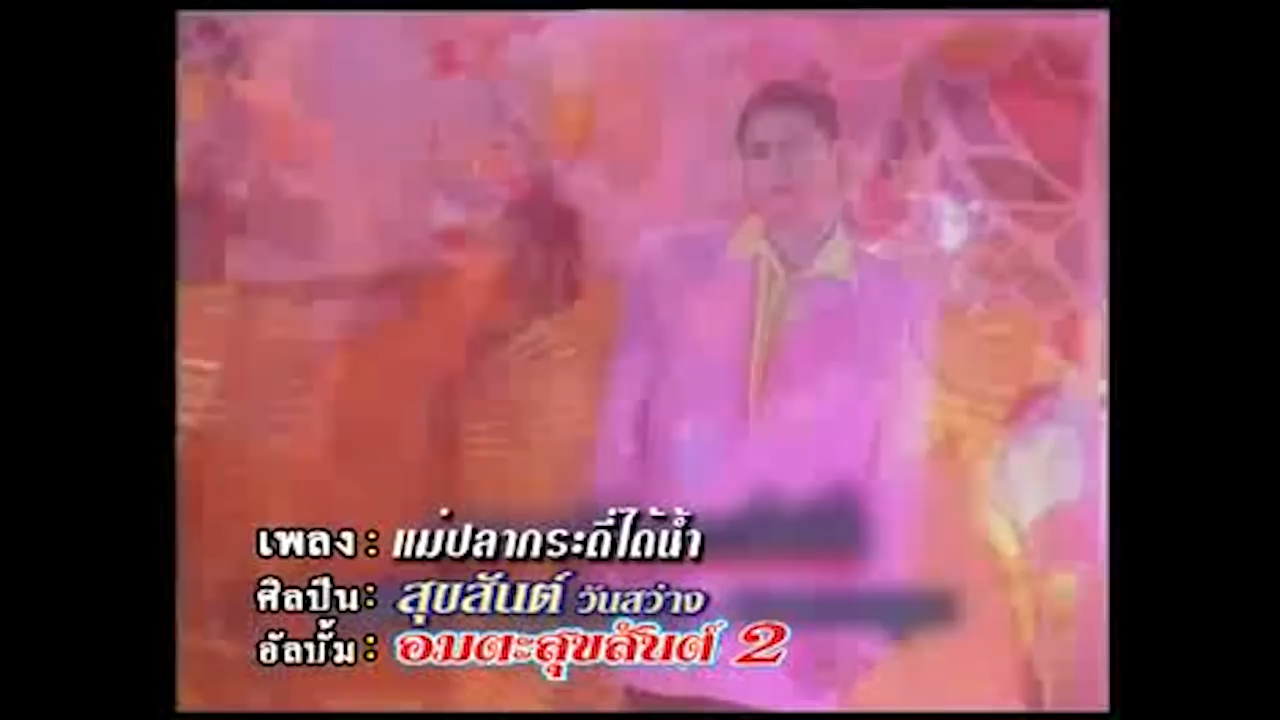 เพลง : แม่ปลากระดี่ได้น้ำ
ศิลปิน : สุขสันต์ วันสว่าง
อัลบั้ม : อมตะสุขสันต์ 2